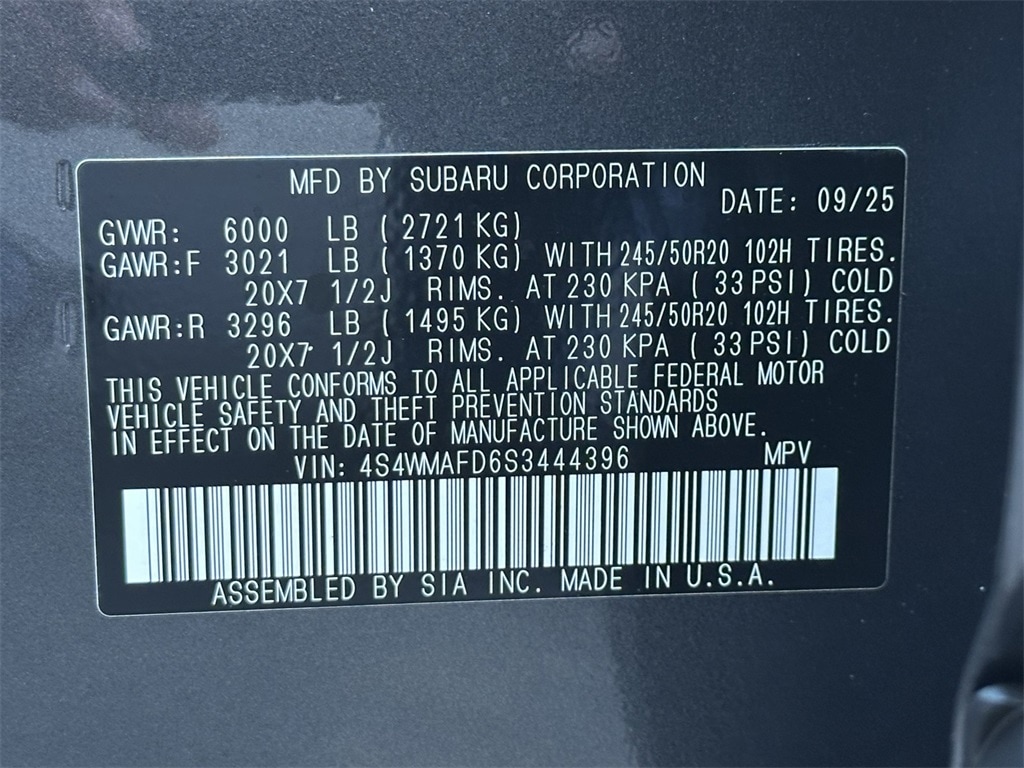 MFD BY SUBARU CORPORATION
DATE: 09/25
GVWR: 6000 LB ( 2721 KG)
GAWR:F 3021 LB ( 1370 KG) WITH 245/50R20 102H TIRES.
20X7 1/2J RIMS. AT 230 KPA ( 33 PSI) COLD
GAWR:R 3296 LB ( 1495 KG) WITH 245/50R20 102H TIRES.
20X7 1/2J RIMS. AT 230 KPA ( 33 PSI) COLD
THIS VEHICLE CONFORMS TO ALL APPLICABLE FEDERAL MOTOR
VEHICLE SAFETY AND THEFT PREVENTION STANDARDS
IN EFFECT ON THE DATE OF MANUFACTURE SHOWN ABOVE.
VIN: 4S4WMAFD6S3444396 MPV
ASSEMBLED BY SIA INC. MADE IN U.S.A.